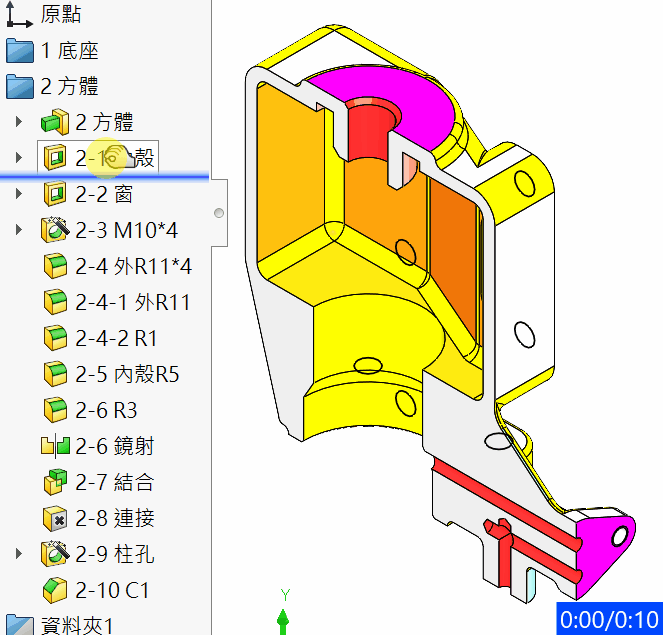 原點
1 底座
2 方體
2 方體
2-1 殼
2-2 窗
2-3 M10*4
2-4 外R11*4
2-4-1 外R11
2-4-2 R1
2-5 內殼R5
2-6 R3
2-6 鏡射
2-7 結合
2-8 連接
2-9 柱孔
2-10 C1
資料夾1
Y
0:00/0:10